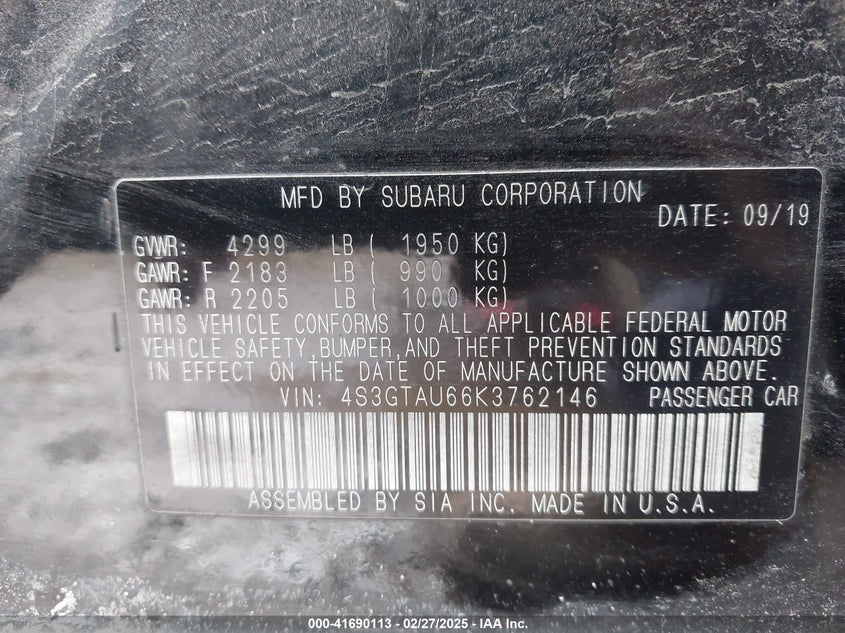 MFD BY SUBARU CORPORATION
DATE: 09/19
GVWR: 4299 LB ( 1950 KG)
GAWR: F 2183 LB ( 990 KG)
GAWR: R 2205 LB ( 1000 KG)
THIS VEHICLE CONFORMS TO ALL APPLICABLE FEDERAL MOTOR
VEHICLE SAFETY,BUMPER,AND THEFT PREVENTION STANDARDS
IN EFFECT ON THE DATE OF MANUFACTURE SHOWN ABOVE.
VIN: 4S3GTAU66K3762146 PASSENGER CAR
ASSEMBLED BY SIA INC. MADE IN U.S.A.
000-41690113 - 02/27/2025 - IAA Inc.